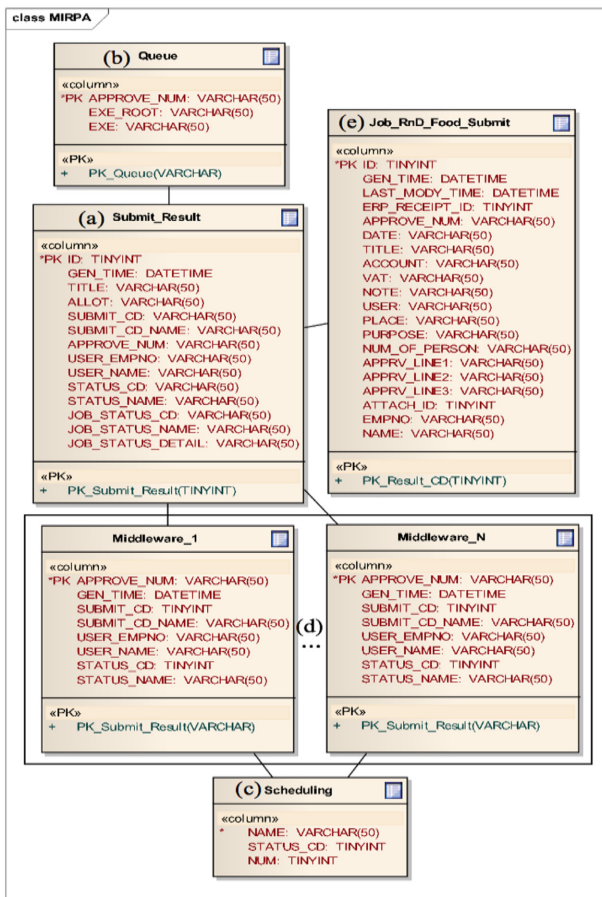 class MIRPA
(b) Queue
«column»
*PK APPROVE_NUM: VARCHAR(50)
EXE_ROOT: VARCHAR(50)
EXE: VARCHAR(50)
«PK»
+ PK_Queue(VARCHAR)
(e) Job_RnD_Food_Submit
«column»
*PK ID: TINYINT
GEN_TIME: DATETIME
LAST_MODY_TIME: DATETIME
ERP_RECEIPT_ID: TINYINT
APPROVE_NUM: VARCHAR(50)
DATE: VARCHAR(50)
TITLE: VARCHAR(50)
ACCOUNT: VARCHAR(50)
VAT: VARCHAR(50)
NOTE: VARCHAR(50)
USER: VARCHAR(50)
PLACE: VARCHAR(50)
PURPOSE: VARCHAR(50)
NUM_OF_PERSON: VARCHAR(50)
APPRV_LINE1: VARCHAR(50)
APPRV_LINE2: VARCHAR(50)
APPRV_LINE3: VARCHAR(50)
ATTACH_ID: TINYINT
EMPNO: VARCHAR(50)
NAME: VARCHAR(50)
«PK»
+ PK_Result_CD(TINYINT)
(a) Submit_Result
«column»
*PK ID: TINYINT
GEN_TIME: DATETIME
TITLE: VARCHAR(50)
ALLOT: VARCHAR(50)
SUBMIT_CD: VARCHAR(50)
SUBMIT_CD_NAME: VARCHAR(50)
APPROVE_NUM: VARCHAR(50)
USER_EMPNO: VARCHAR(50)
USER_NAME: VARCHAR(50)
STATUS_CD: VARCHAR(50)
STATUS_NAME: VARCHAR(50)
JOB_STATUS_CD: VARCHAR(50)
JOB_STATUS_NAME: VARCHAR(50)
JOB_STATUS_DETAIL: VARCHAR(50)
«PK»
+ PK_Submit_Result(TINYINT)
Middleware_1
«column»
*PK APPROVE_NUM: VARCHAR(50)
GEN_TIME: DATETIME
SUBMIT_CD: TINYINT
SUBMIT_CD_NAME: VARCHAR(50)
USER_EMPNO: VARCHAR(50)
USER_NAME: VARCHAR(50)
STATUS_CD: TINYINT
STATUS_NAME: VARCHAR(50)
«PK»
+ PK_Submit_Result(VARCHAR)
(d)
...
Middleware_N
«column»
*PK APPROVE_NUM: VARCHAR(50)
GEN_TIME: DATETIME
SUBMIT_CD: TINYINT
SUBMIT_CD_NAME: VARCHAR(50)
USER_EMPNO: VARCHAR(50)
USER_NAME: VARCHAR(50)
STATUS_CD: TINYINT
STATUS_NAME: VARCHAR(50)
«PK»
+ PK_Submit_Result(VARCHAR)
(c) Scheduling
«column»
* NAME: VARCHAR(50)
STATUS_CD: TINYINT
NUM: TINYINT